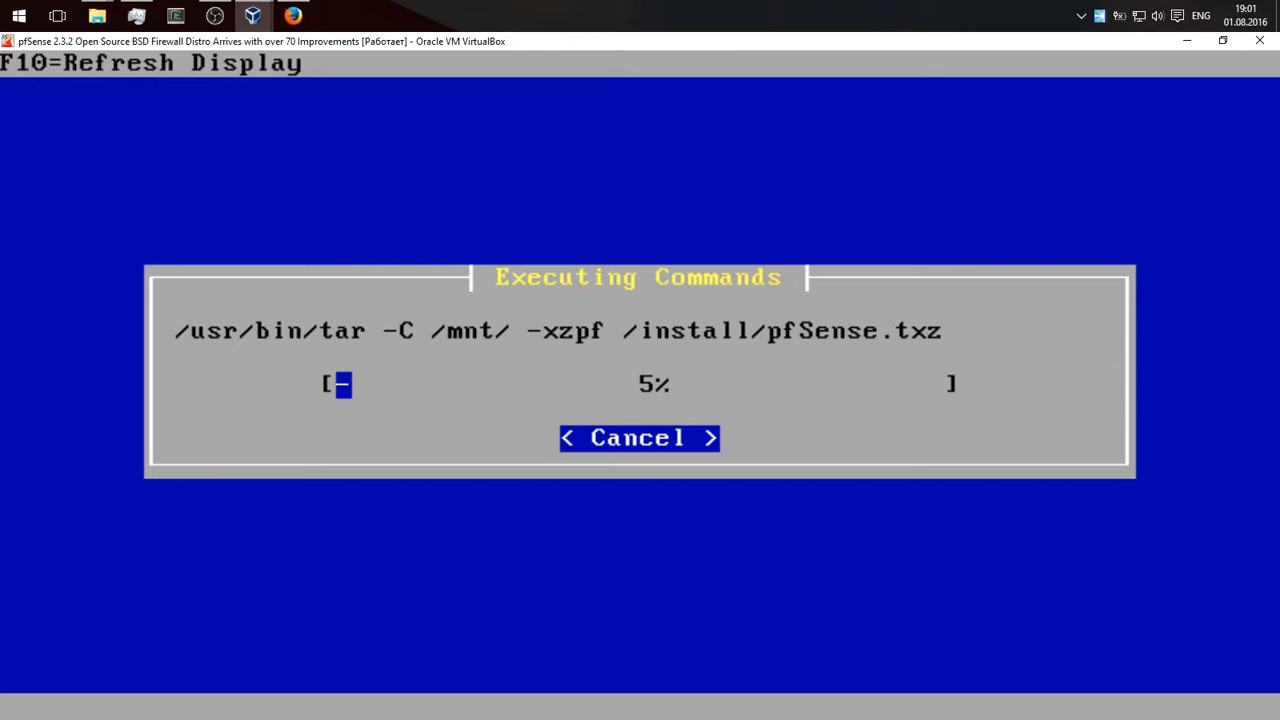 19:01
ENG
01.08.2016
pfSense 2.3.2 Open Source BSD Firewall Distro Arrives with over 70 Improvements [Работает] - Oracle VM VirtualBox
F10=Refresh Display
Executing Commands
/usr/bin/tar -C /mnt/ -xzpf /install/pfSense.txz
[- 5% ]
< Cancel >